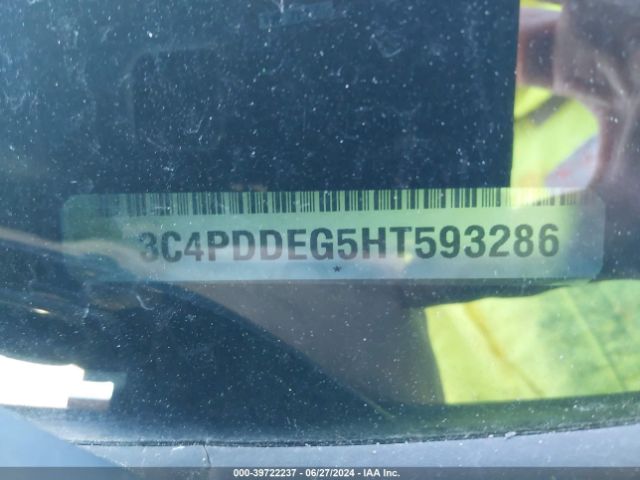 3C4PDDEG5HT593286
*
000-39722237 - 06/27/2024 - IAA Inc.